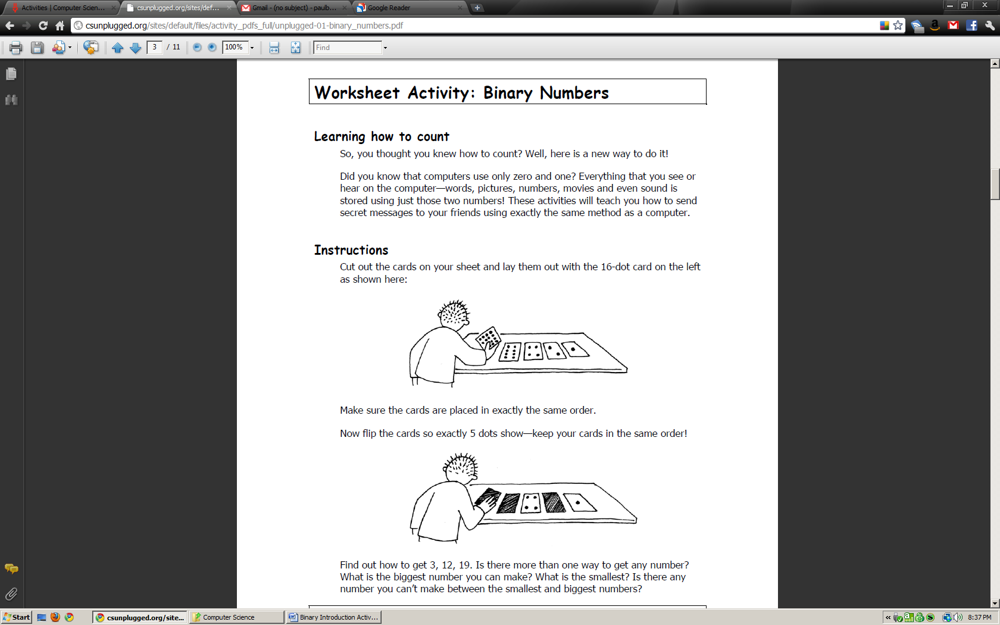 Activities | Computer Scien...
csunplugged.org/sites/def...
Gmail - (no subject) - paulb...
Google Reader
csunplugged.org/sites/default/files/activity_pdfs_full/unplugged-01-binary_numbers.pdf
3 / 11 100% Find
Worksheet Activity: Binary Numbers
Learning how to count
So, you thought you knew how to count? Well, here is a new way to do it!
Did you know that computers use only zero and one? Everything that you see or
hear on the computer—words, pictures, numbers, movies and even sound is
stored using just those two numbers! These activities will teach you how to send
secret messages to your friends using exactly the same method as a computer.
Instructions
Cut out the cards on your sheet and lay them out with the 16-dot card on the left
as shown here:
Make sure the cards are placed in exactly the same order.
Now flip the cards so exactly 5 dots show—keep your cards in the same order!
Find out how to get 3, 12, 19. Is there more than one way to get any number?
What is the biggest number you can make? What is the smallest? Is there any
number you can't make between the smallest and biggest numbers?
Start
csunplugged.org/site...
Computer Science
Binary Introduction Activ...
8:37 PM